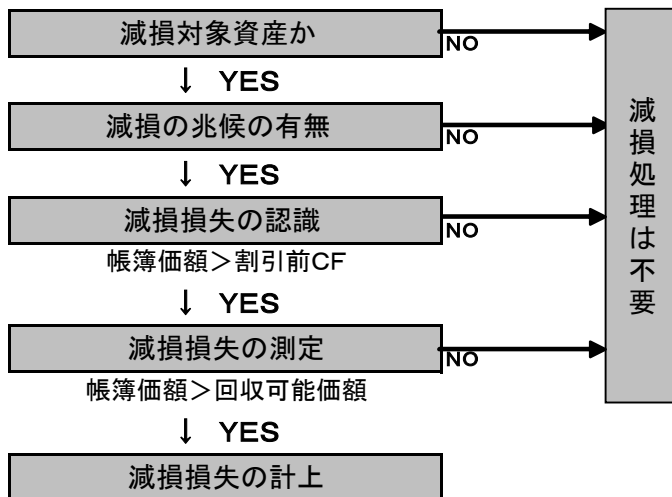 減損対象資産か
NO
↓ YES
減損の兆候の有無
NO
↓ YES
減損損失の認識
NO
帳簿価額＞割引前CF
↓ YES
減損損失の測定
NO
帳簿価額＞回収可能価額
↓ YES
減損損失の計上
減損処理は不要